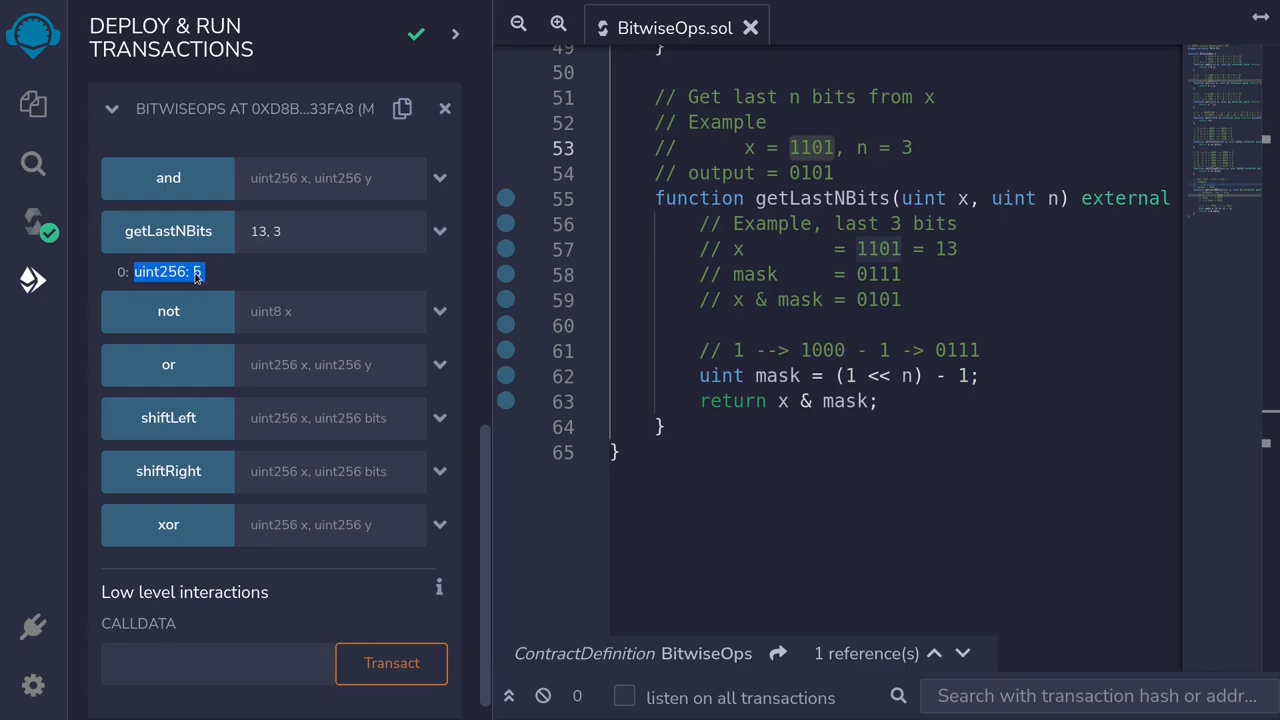 DEPLOY & RUN
TRANSACTIONS
BITWISEOPS AT 0XD8B...33FA8 (M
and uint256 x, uint256 y
getLastNBits 13, 3
0: uint256: 5
not uint8 x
or uint256 x, uint256 y
shiftLeft uint256 x, uint256 bits
shiftRight uint256 x, uint256 bits
xor uint256 x, uint256 y
Low level interactions
CALLDATA
Transact
BitwiseOps.sol
49 }
50
51 // Get last n bits from x
52 // Example
53 // x = 1101, n = 3
54 // output = 0101
55 function getLastNBits(uint x, uint n) external
56 // Example, last 3 bits
57 // x = 1101 = 13
58 // mask = 0111
59 // x & mask = 0101
60
61 // 1 --> 1000 - 1 -> 0111
62 uint mask = (1 << n) - 1;
63 return x & mask;
64 }
65 }
ContractDefinition BitwiseOps 1 reference(s)
0 listen on all transactions Search with transaction hash or addr...